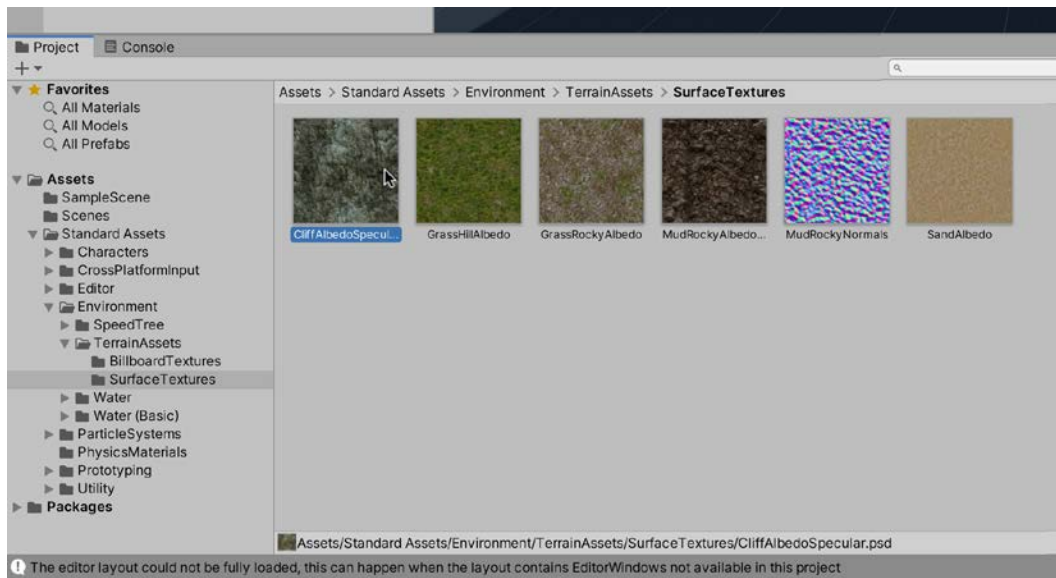 Project Console
Favorites
All Materials
All Models
All Prefabs
Assets
SampleScene
Scenes
Standard Assets
Characters
CrossPlatformInput
Editor
Environment
SpeedTree
TerrainAssets
BillboardTextures
SurfaceTextures
Water
Water (Basic)
ParticleSystems
PhysicsMaterials
Prototyping
Utility
Packages
Assets > Standard Assets > Environment > TerrainAssets > SurfaceTextures
CliffAlbedoSpecul... GrassHillAlbedo GrassRockyAlbedo MudRockyAlbedo... MudRockyNormals SandAlbedo
Assets/Standard Assets/Environment/TerrainAssets/SurfaceTextures/CliffAlbedoSpecular.psd
The editor layout could not be fully loaded, this can happen when the layout contains EditorWindows not available in this project